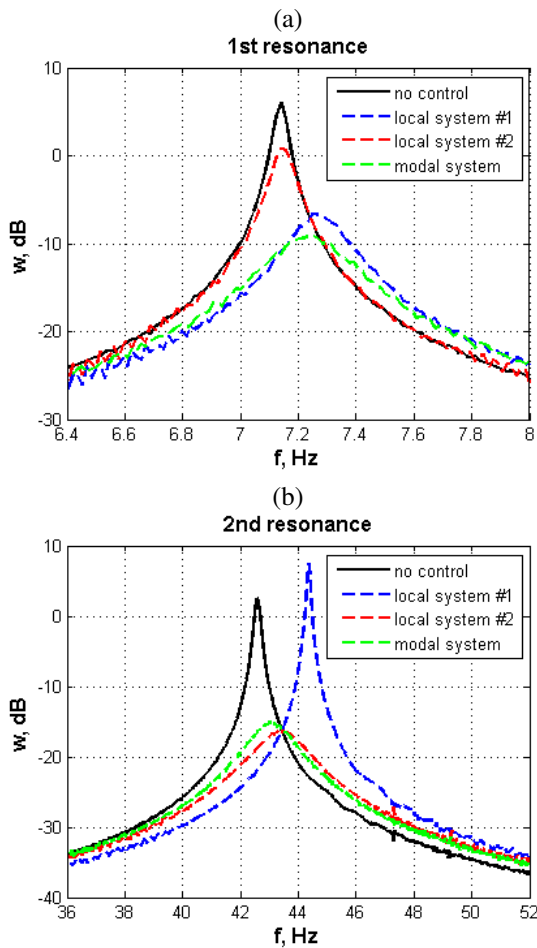 (a)
1st resonance
10
0
-10
-20
-30
w, dB
no control
local system #1
local system #2
modal system
6.4 6.6 6.8 7 7.2 7.4 7.6 7.8 8
f, Hz
(b)
2nd resonance
10
0
-10
-20
-30
-40
w, dB
no control
local system #1
local system #2
modal system
36 38 40 42 44 46 48 50 52
f, Hz